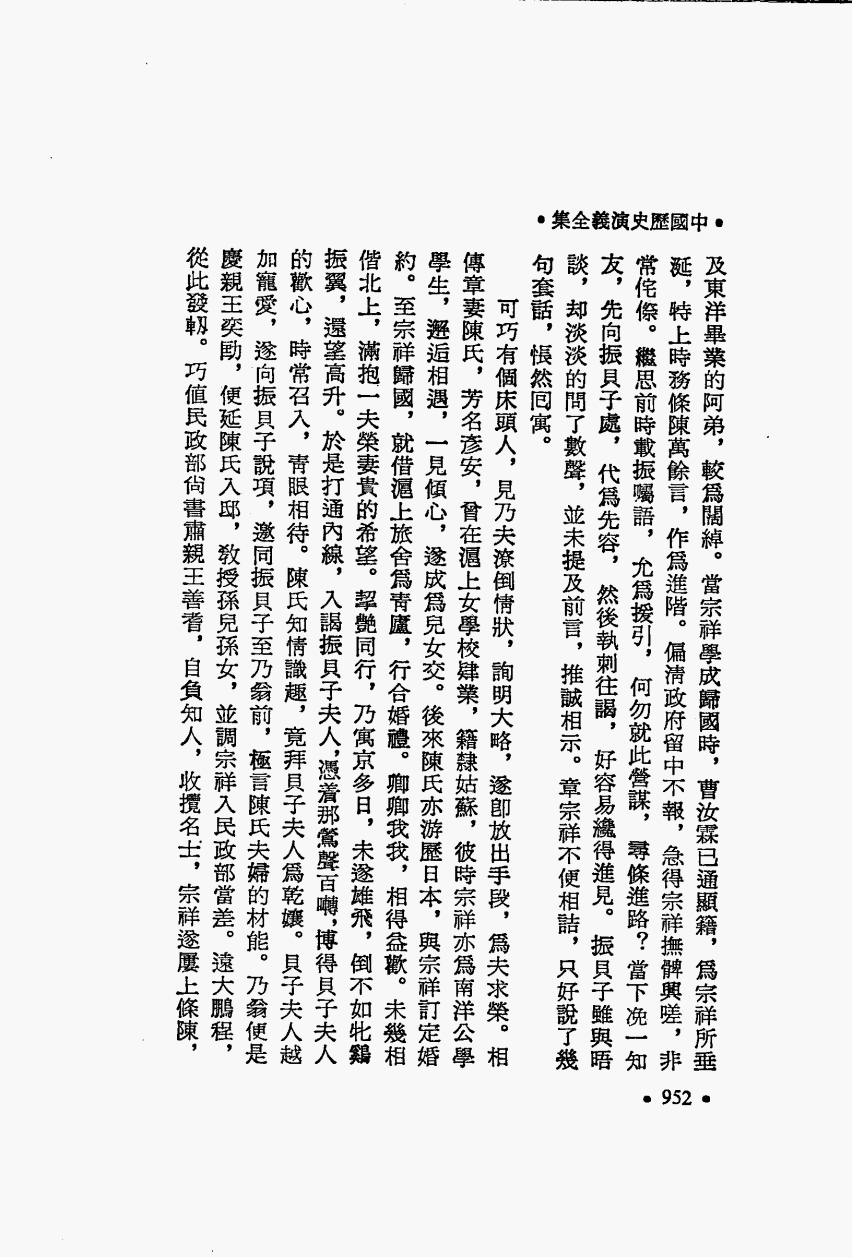 •中國歷史演義全集•
及東洋畢業的阿弟，較爲闊綽。當宗祥學成歸國時，曹汝霖已通顯籍，爲宗祥所垂
涎，特上時務條陳萬餘言，作爲進階。偏淸政府留中不報，急得宗祥撫髀興嗟，非
常侘傺。繼思前時載振囑語，允爲援引，何勿就此營謀，尋條進路？當下浼一知
友，先向振貝子處，代爲先容，然後執刺往謁，好容易纔得進見。振貝子雖與晤
談，却淡淡的問了數聲，並未提及前言，推誠相示。章宗祥不便相詰，只好說了幾
句套話，悵然囘寓。
可巧有個床頭人，見乃夫潦倒情狀，詢明大略，遂卽放出手段，爲夫求榮。相
傳章妻陳氏，芳名彥安，曾在滬上女學校肄業，籍隸姑蘇，彼時宗祥亦爲南洋公學
學生，邂逅相遇，一見傾心，遂成爲兒女交。後來陳氏亦游歷日本，與宗祥訂定婚
約。至宗祥歸國，就借滬上旅舍爲靑廬，行合婚禮。卿卿我我，相得益歡。未幾相
偕北上，滿抱一夫榮妻貴的希望。挈艶同行，乃寓京多日，未遂雄飛，倒不如牝鷄
振翼，還望高升。於是打通內線，入謁振貝子夫人，憑着那鶯聲百囀，博得貝子夫人
的歡心，時常召入，靑眼相待。陳氏知情識趣，竟拜貝子夫人爲乾孃。貝子夫人越
加寵愛，遂向振貝子說項，邀同振貝子至乃翁前，極言陳氏夫婦的材能。乃翁便是
慶親王奕劻，便延陳氏入邸，敎授孫兒孫女，並調宗祥入民政部當差。遠大鵬程，
從此發軔。巧值民政部尙書肅親王善耆，自負知人，收攬名士，宗祥遂屢上條陳，
•952•